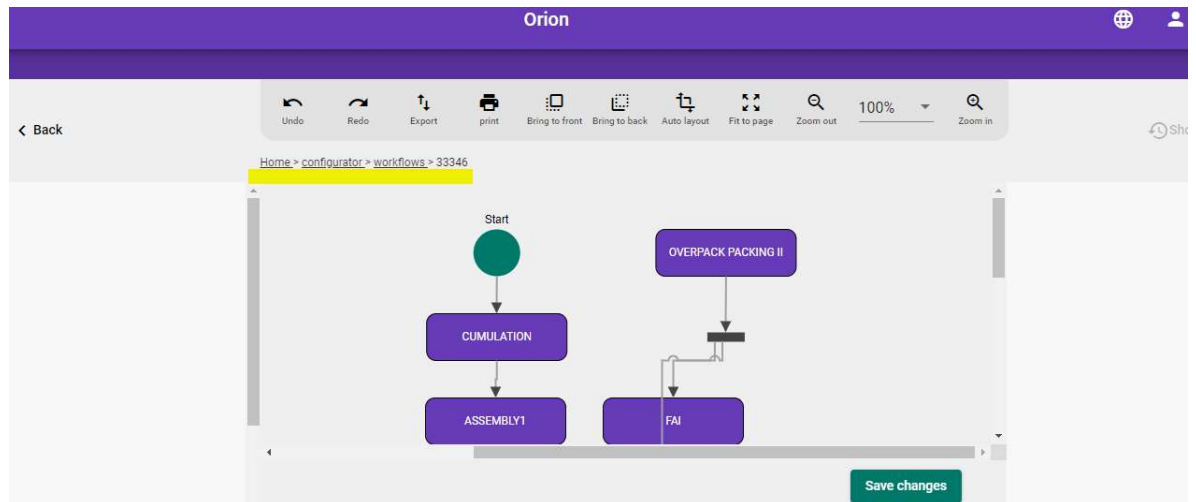 Orion
Back
Undo
Redo
Export
print
Bring to front
Bring to back
Auto layout
Fit to page
Zoom out
100%
Zoom in
Sho
Home > configurator > workflows > 33346
Start
OVERPACK PACKING II
CUMULATION
ASSEMBLY1
FAI
Save changes